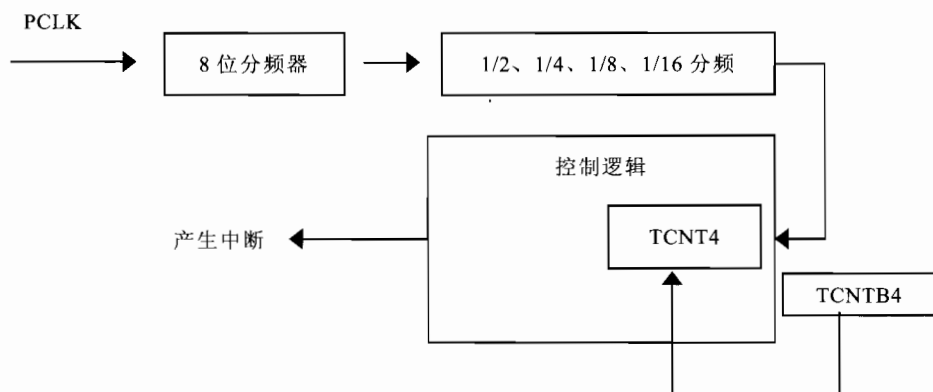 PCLK
8 位分频器
1/2、1/4、1/8、1/16 分频
控制逻辑
TCNT4
产生中断
TCNTB4